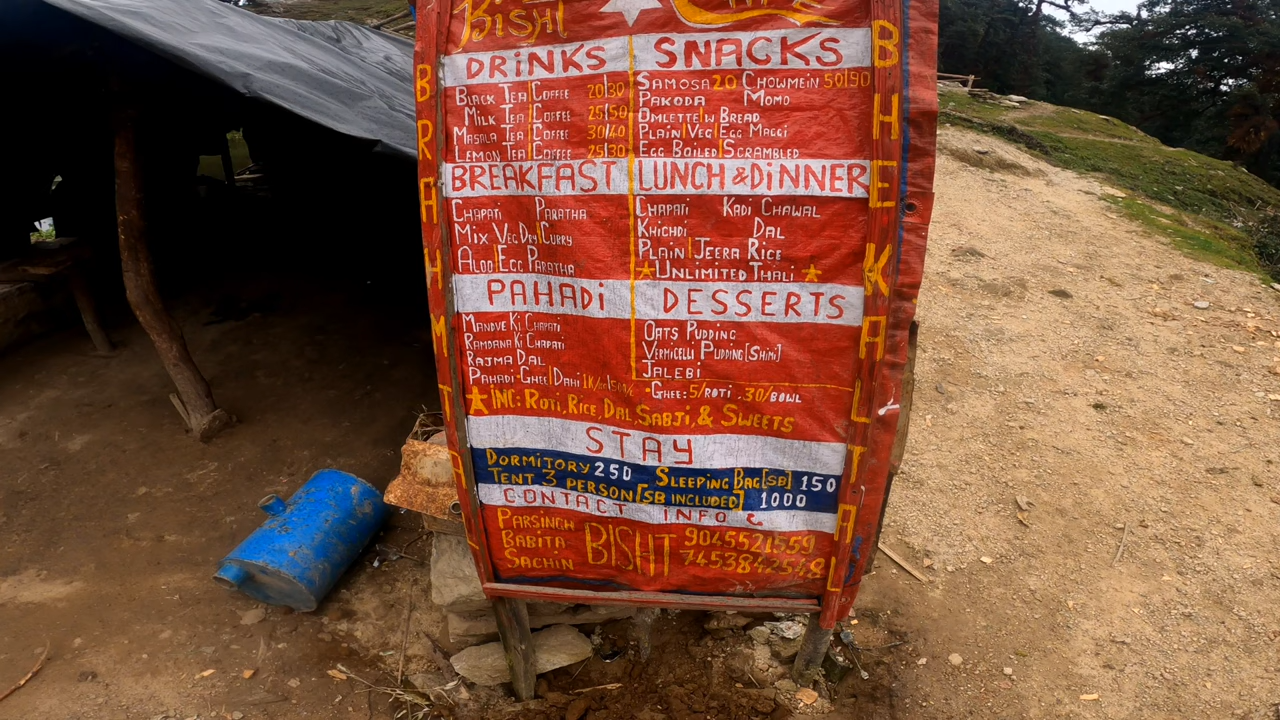 BISHT
BRAHMTAL
BHEKALTAL
DRINKS
BLACK TEA|COFFEE 20|30
MILK TEA|COFFEE 25|50
MASALA TEA|COFFEE 30|40
LEMON TEA|COFFEE 25|30
SNACKS
SAMOSA 20 CHOWMEIN 50/90
PAKODA MOMO
OMLETTE|W BREAD
PLAIN|VEG|EGG MAGGI
EGG BOILED|SCRAMBLED
BREAKFAST
CHAPATI PARATHA
MIX VEG DRY|CURRY
ALOO|EGG PARATHA
LUNCH & DINNER
CHAPATI KADI CHAWAL
KHICHDI DAL
PLAIN|JEERA RICE
★UNLIMITED THALI★
PAHADI
MANDVE KI CHAPATI
RAMDANA KI CHAPATI
RAJMA DAL
PAHADI GHEE|DAHI
DESSERTS
OATS PUDDING
VERMICELLI PUDDING[SHIMI]
JALEBI
GHEE: 5/ROTI . 30/BOWL
★INC: ROTI, RICE, DAL, SABJI, & SWEETS
STAY
DORMITORY 250 SLEEPING BAG[SB] 150
TENT 3 PERSON[SB INCLUDED] 1000
CONTACT INFO
PARSINGH
BABITA
SACHIN
BISHT
9045521559